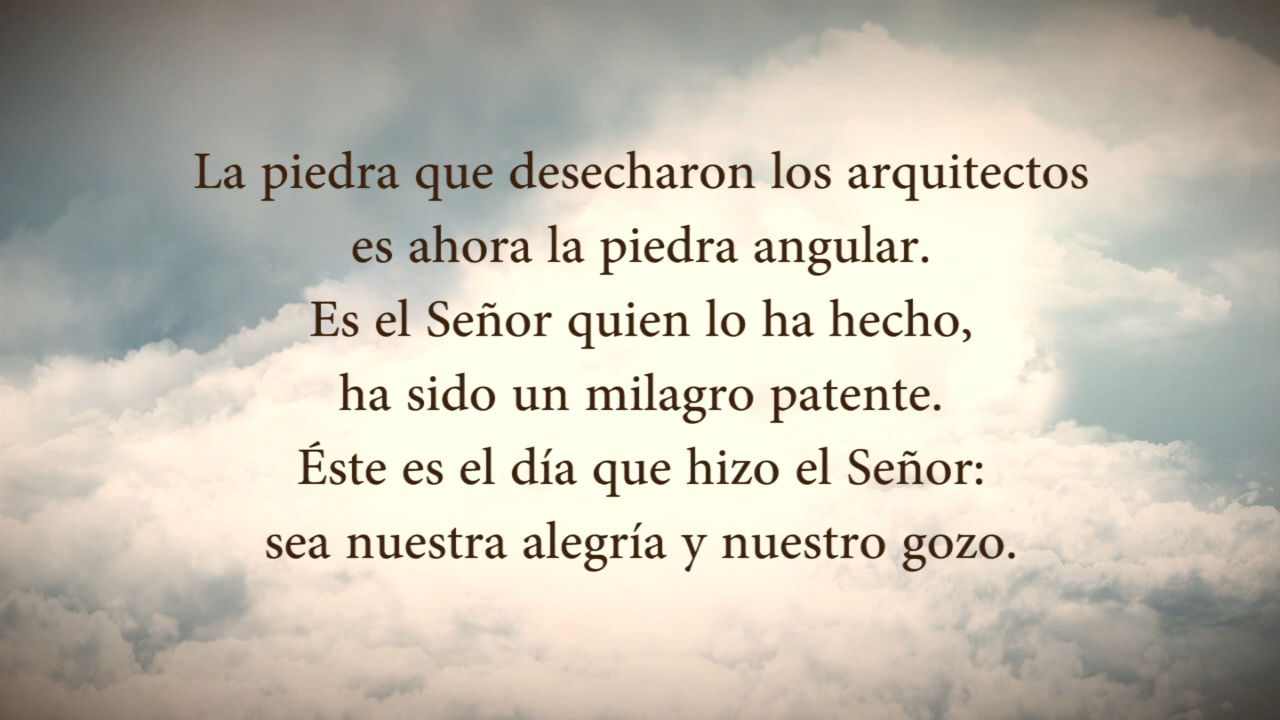 La piedra que desecharon los arquitectos
es ahora la piedra angular.
Es el Señor quien lo ha hecho,
ha sido un milagro patente.
Éste es el día que hizo el Señor:
sea nuestra alegría y nuestro gozo.